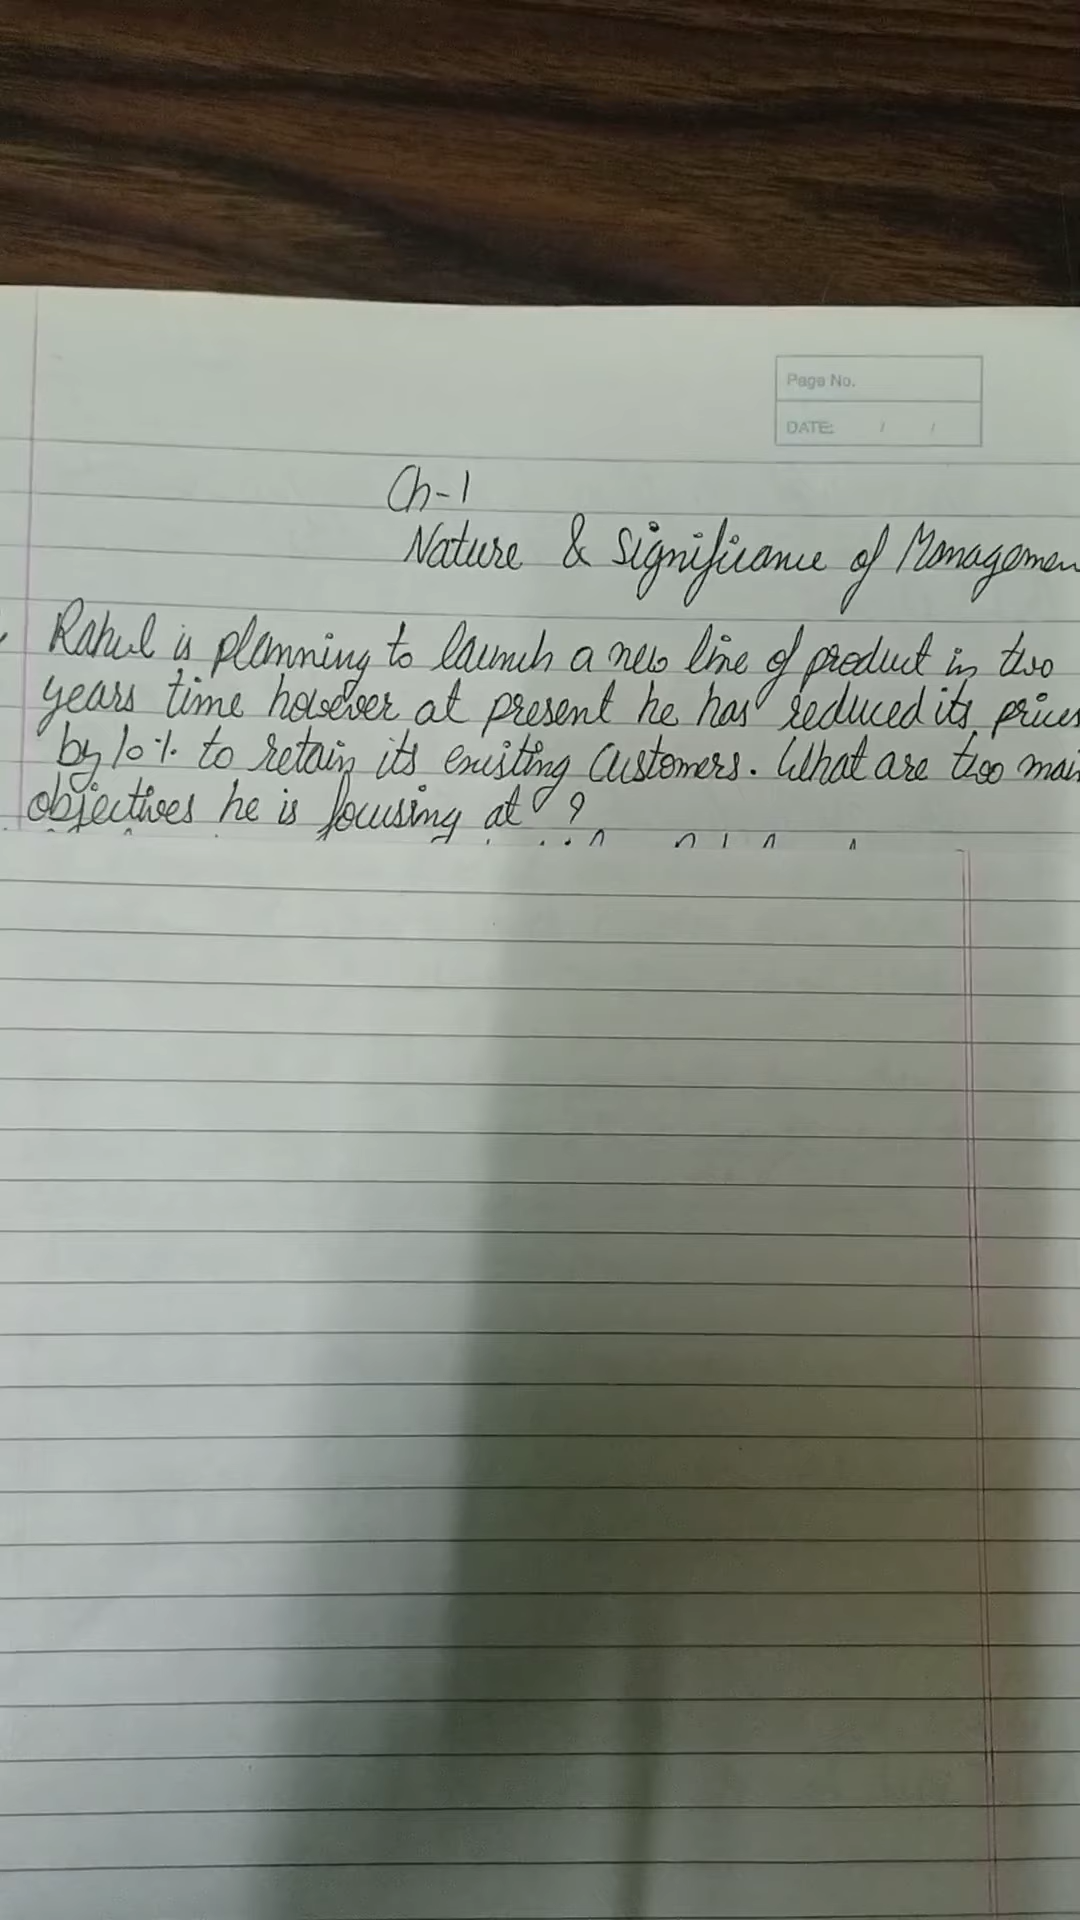 Page No.
DATE: / /
Ch-1
Nature & Significance of Managemen
Rahul is planning to launch a new line of product in two
years time however at present he has reduced its prices
by 10% to retain its existing customers. What are two main
objectives he is focusing at ?